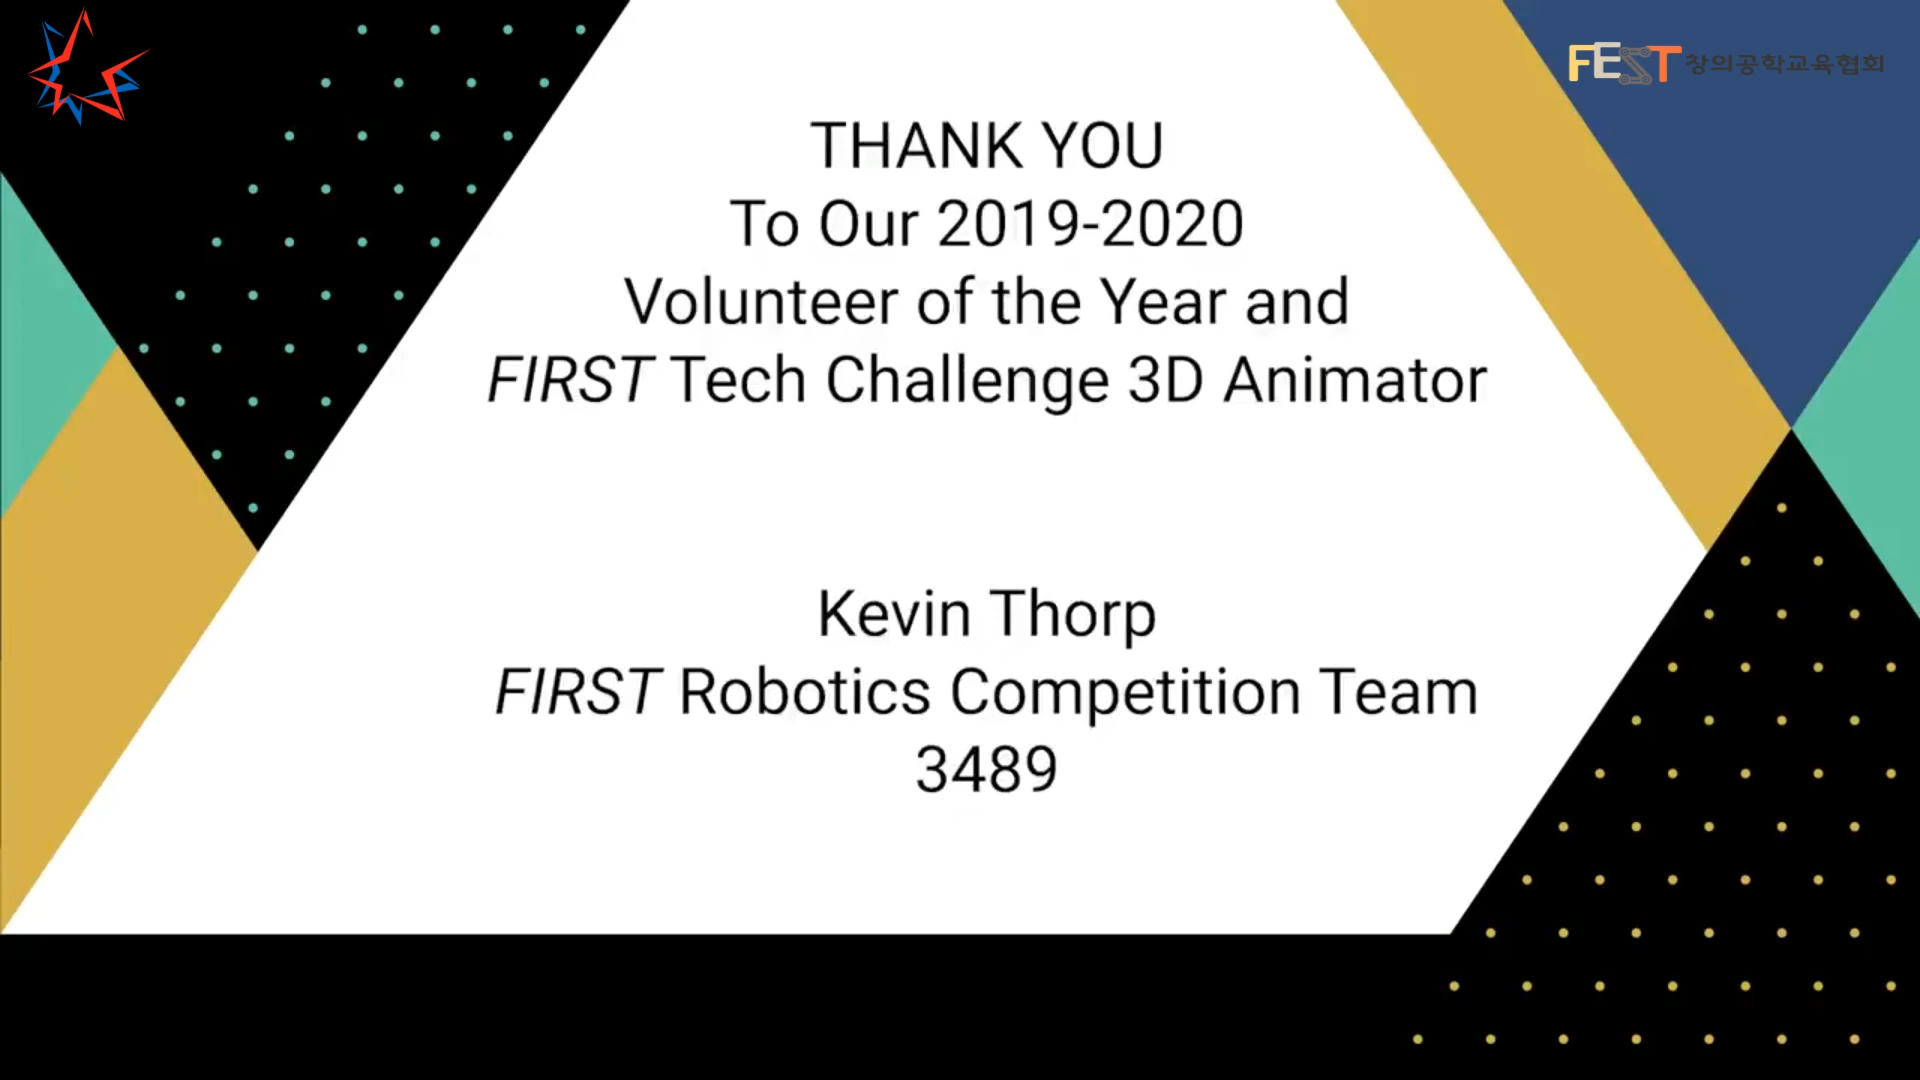 FEST 창의공학교육협회
THANK YOU
To Our 2019-2020
Volunteer of the Year and
FIRST Tech Challenge 3D Animator
Kevin Thorp
FIRST Robotics Competition Team
3489